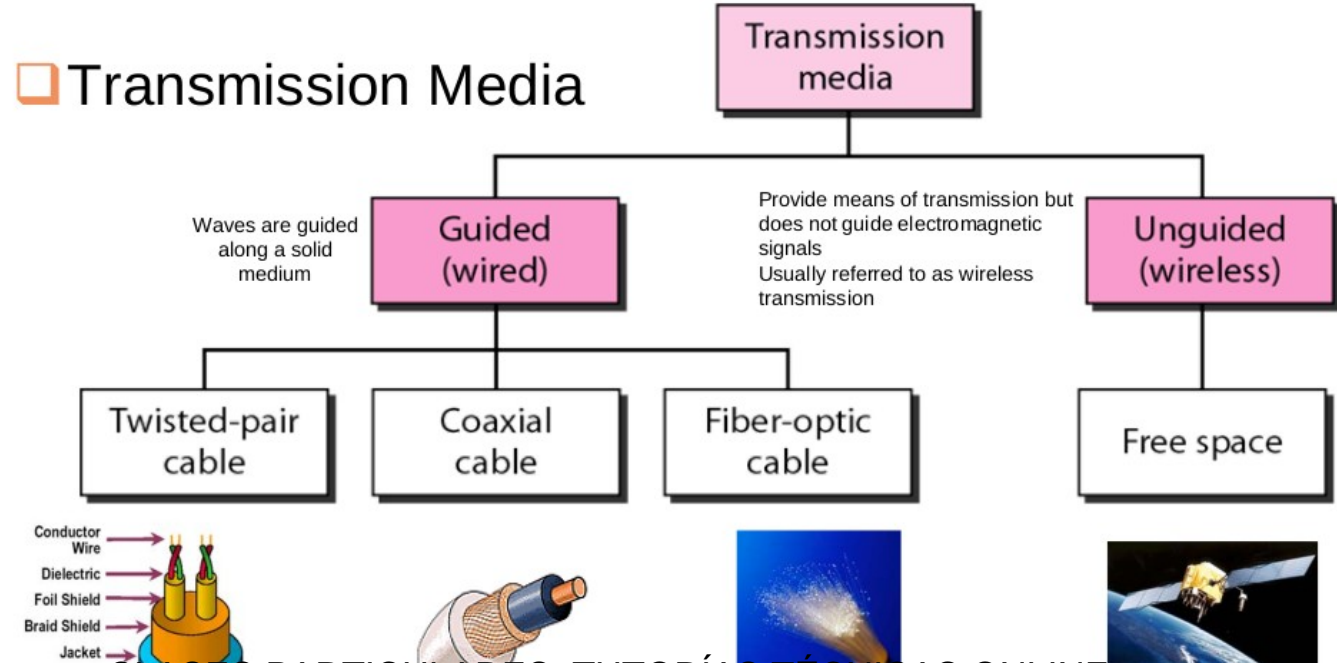 Transmission
media
Transmission Media
Waves are guided
along a solid
medium
Guided
(wired)
Provide means of transmission but
does not guide electromagnetic
signals
Usually referred to as wireless
transmission
Unguided
(wireless)
Twisted-pair
cable
Coaxial
cable
Fiber-optic
cable
Free space
Conductor
Wire
Dielectric
Foil Shield
Braid Shield
Jacket